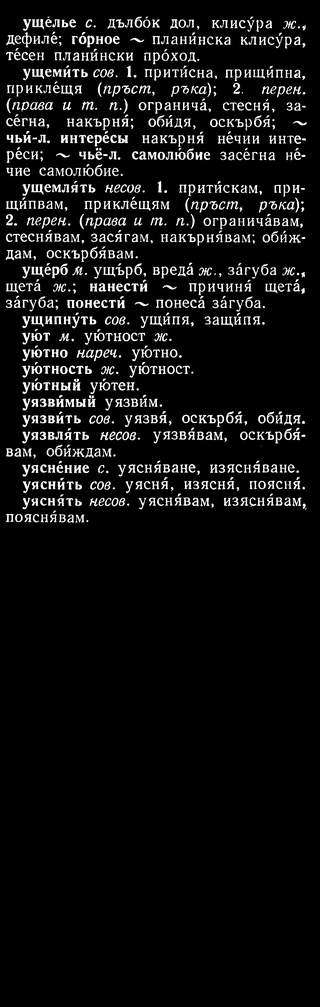 уще́лье с. дълбо́к дол, клису́ра ж.,
дефиле́; го́рное ~ плани́нска клису́ра,
те́сен плани́нски про́ход.
ущеми́ть сов. 1. прити́сна, прищи́пна,
прикле́щя (пръст, ръка); 2. перен.
(права и т. п.) огранича́, стесня́, за-
се́гна, накърня́; оби́дя, оскърбя́; ~
чьи́-л. интере́сы накърня́ не́чии инте-
ре́си; ~ чьё-л. самолю́бие засе́гна не́-
чие самолю́бие.
ущемля́ть несов. 1. прити́скам, при-
щи́пвам, прикле́щям (пръст, ръка);
2. перен. (права и т. п.) ограни­ча́вам,
стесня́вам, зася́гам, накърня́вам; оби́ж-
дам, оскърбя́вам.
уще́рб м. ущъ́рб, вреда́ ж., за́губа ж.,
щета́ ж.; нанести́ ~ причиня́ щета́,
за́губа; понести́ ~ понеса́ за́губа.
ущипну́ть сов. ущи́пя, защи́пя.
ую́т м. ую́тност ж.
ую́тно нареч. ую́тно.
ую́тность ж. ую́тност.
ую́тный ую́тен.
уязви́мый уязви́м.
уязви́ть сов. уязвя́, оскърбя́, оби́дя.
уязвля́ть несов. уязвя́вам, оскърбя́-
вам, оби́ждам.
уясне́ние с. уясня́ване, изясня́ване.
уясни́ть сов. уясня́, изясня́, поясня́.
уясня́ть несов. уясня́вам, изясня́вам,
поясня́вам.